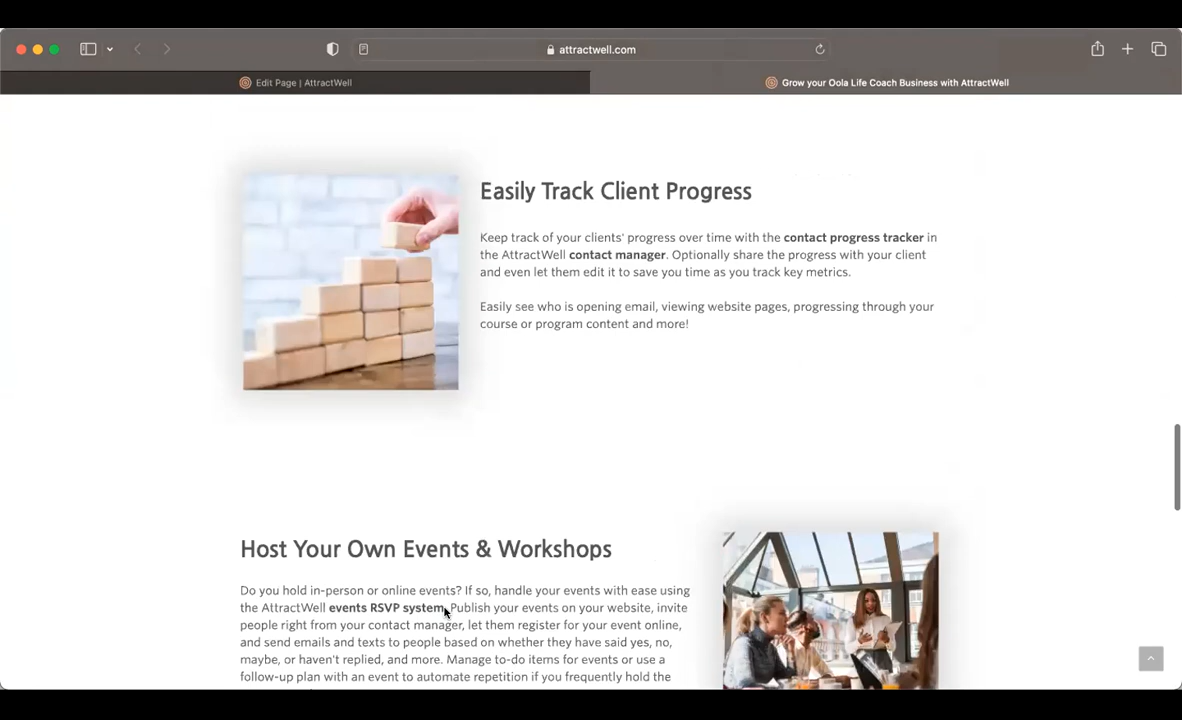 attractwell.com
Edit Page | AttractWell
Grow your Oola Life Coach Business with AttractWell
Easily Track Client Progress
Keep track of your clients' progress over time with the contact progress tracker in
the AttractWell contact manager. Optionally share the progress with your client
and even let them edit it to save you time as you track key metrics.
Easily see who is opening email, viewing website pages, progressing through your
course or program content and more!
Host Your Own Events & Workshops
Do you hold in-person or online events? If so, handle your events with ease using
the AttractWell events RSVP system. Publish your events on your website, invite
people right from your contact manager, let them register for your event online,
and send emails and texts to people based on whether they have said yes, no,
maybe, or haven't replied, and more. Manage to-do items for events or use a
follow-up plan with an event to automate repetition if you frequently hold the